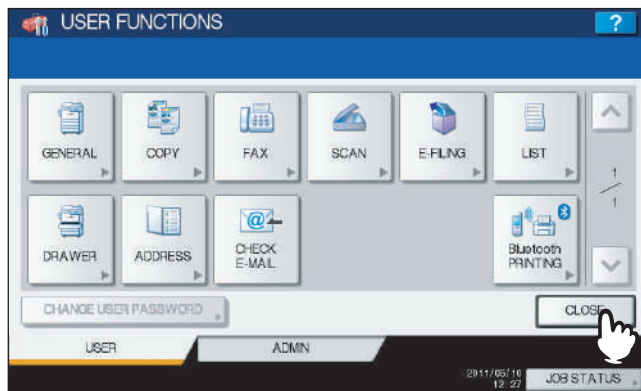 USER FUNCTIONS
?
GENERAL
COPY
FAX
SCAN
E-FILING
LIST
1
1
DRAWER
ADDRESS
@
CHECK
E-MAIL
Bluetooth
PRINTING
CHANGE USER PASSWORD
CLOSE
USER
ADMIN
2011/05/10
12:27
JOB STATUS